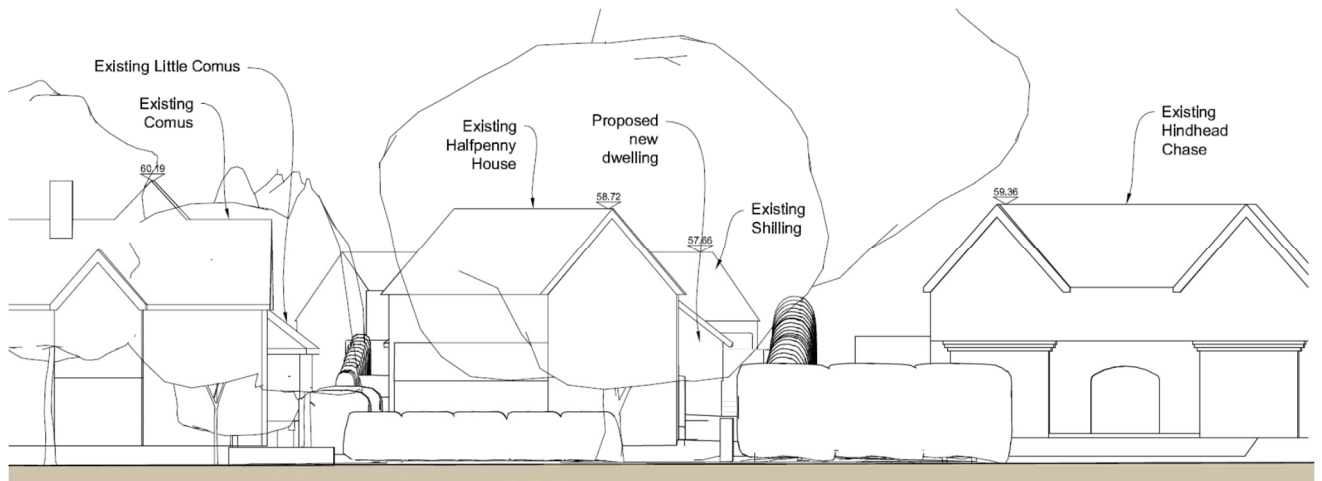 Existing Little Comus
Existing
Comus
60.19
Existing
Halfpenny
House
58.72
Proposed
new
dwelling
57.66
Existing
Shilling
59.36
Existing
Hindhead
Chase